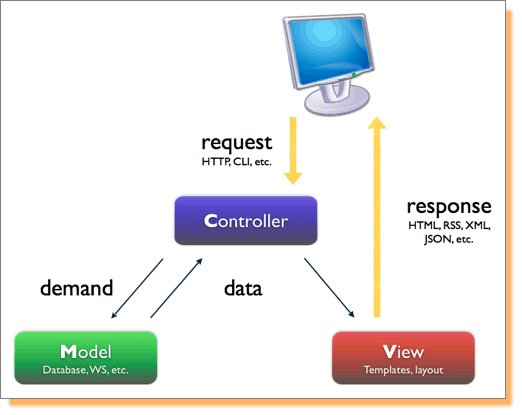 request
HTTP, CLI, etc.
Controller
response
HTML, RSS, XML,
JSON, etc.
demand
data
Model
Database, WS, etc.
View
Templates, layout